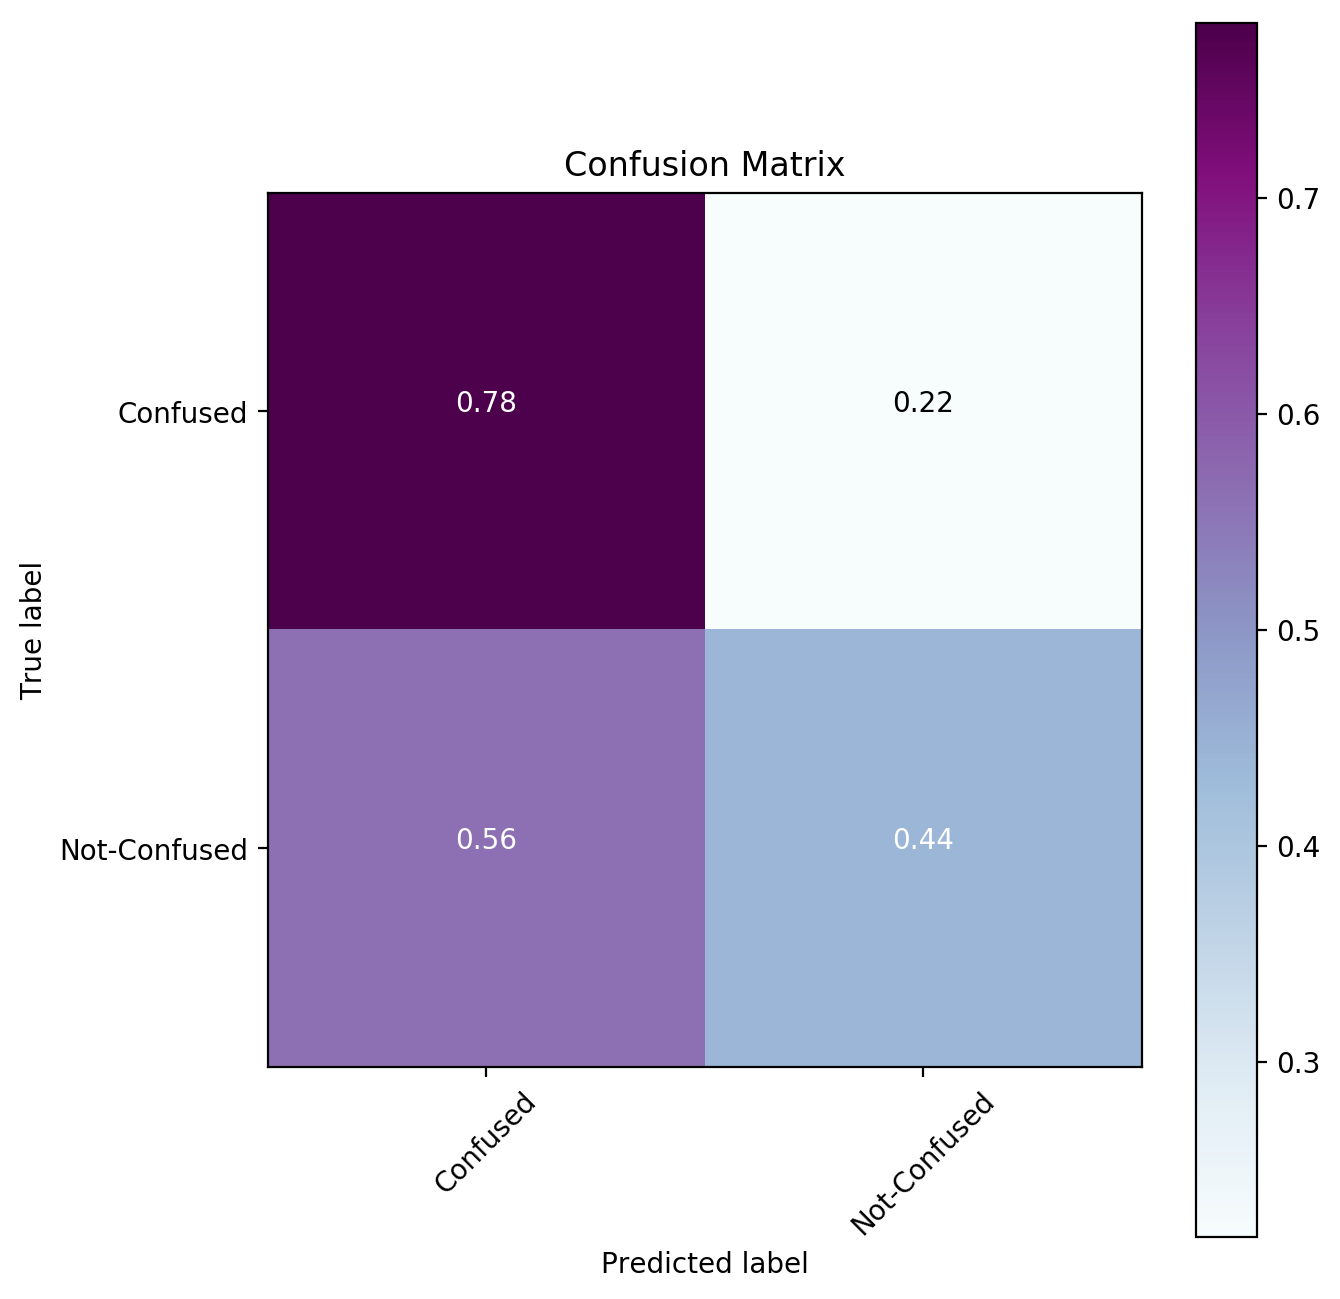 Confusion Matrix
True label
Confused
Not-Confused
0.78
0.22
0.56
0.44
Confused
Not-Confused
Predicted label
0.7
0.6
0.5
0.4
0.3